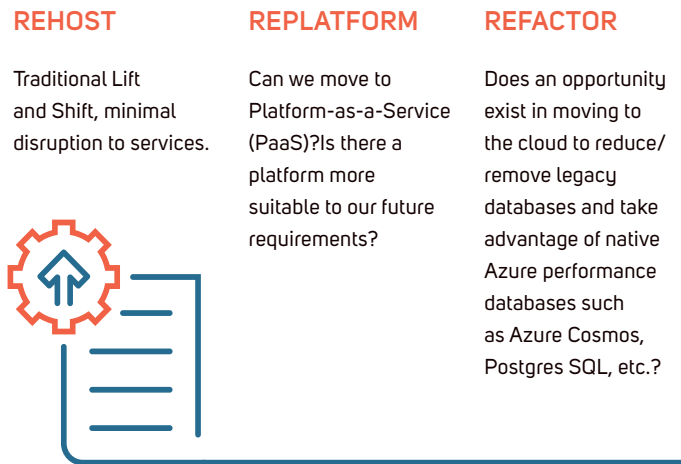 REHOST
Traditional Lift
and Shift, minimal
disruption to services.
REPLATFORM
Can we move to
Platform-as-a-Service
(PaaS)?Is there a
platform more
suitable to our future
requirements?
REFACTOR
Does an opportunity
exist in moving to
the cloud to reduce/
remove legacy
databases and take
advantage of native
Azure performance
databases such
as Azure Cosmos,
Postgres SQL, etc.?